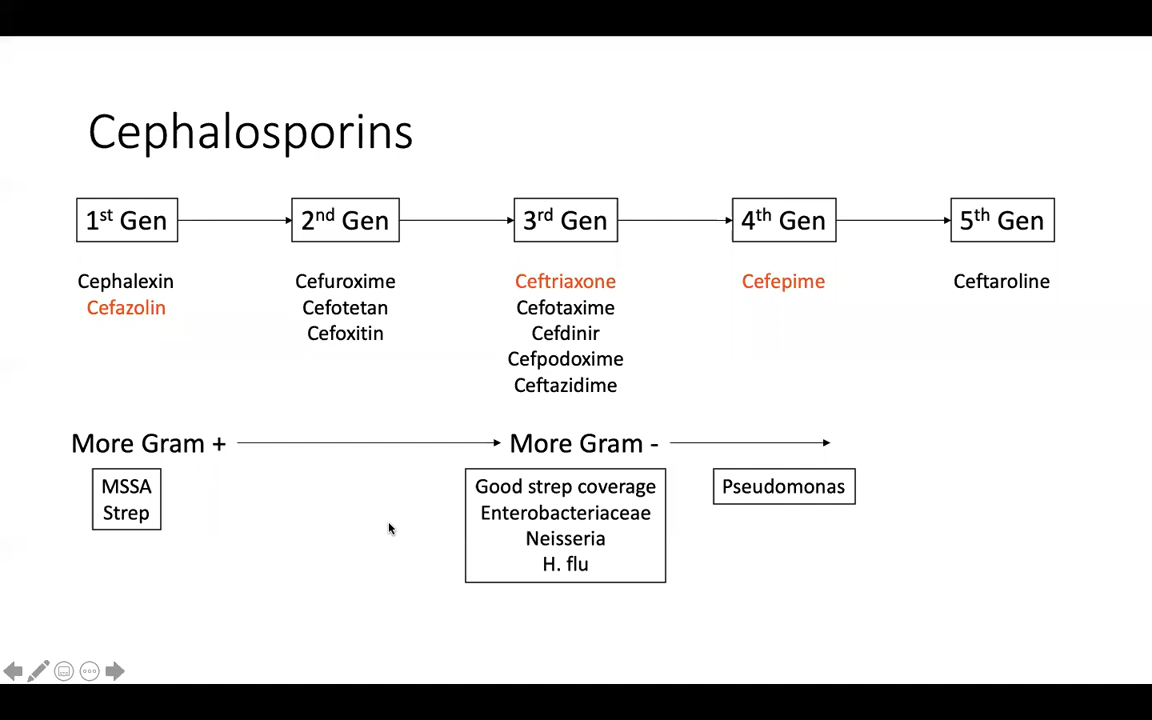 Cephalosporins
1st Gen
2nd Gen
3rd Gen
4th Gen
5th Gen
Cephalexin
Cefazolin
Cefuroxime
Cefotetan
Cefoxitin
Ceftriaxone
Cefotaxime
Cefdinir
Cefpodoxime
Ceftazidime
Cefepime
Ceftaroline
More Gram +
More Gram -
MSSA
Strep
Good strep coverage
Enterobacteriaceae
Neisseria
H. flu
Pseudomonas